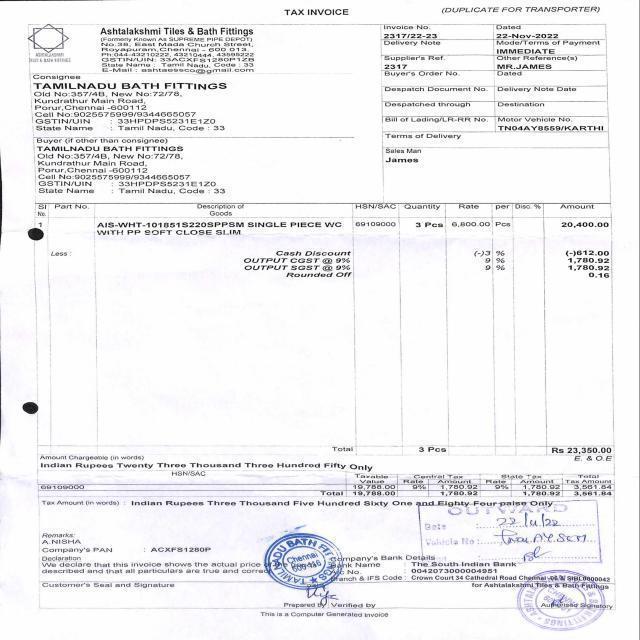 TAX INVOICE
(DUPLICATE FOR TRANSPORTER)
Ashtalakshmi Tiles & Bath Fittings
(Formerly Known As SUPREME PIPE DEPOT)
No.38, East Mada Church Street,
Royapuram,Chennai - 600 013.
Ph:044-43210222, 43210444, 43595222
GSTIN/UIN: 33ACXFS1280P1ZB
State Name : Tamil Nadu, Code : 33
E-Mail : ashtaessco@gmail.com
ASHTALAKSHMI
TILES & BATH FITTINGS
Invoice No.
2317/22-23
Dated
22-Nov-2022
Delivery Note
Mode/Terms of Payment
IMMEDIATE
Supplier's Ref.
2317
Other Reference(s)
MR.JAMES
Buyer's Order No.
Dated
Despatch Document No.
Delivery Note Date
Despatched through
Destination
Bill of Lading/LR-RR No.
Motor Vehicle No.
TN04AY8559/KARTHI
Terms of Delivery
Sales Man
James
Consignee
TAMILNADU BATH FITTINGS
Old No:357/4B, New No:72/78,
Kundrathur Main Road,
Porur,Chennai -600112
Cell No:9025575999/9344665057
GSTIN/UIN : 33HPDPS5231E1Z0
State Name : Tamil Nadu, Code : 33
Buyer (if other than consignee)
TAMILNADU BATH FITTINGS
Old No:357/4B, New No:72/78,
Kundrathur Main Road,
Porur,Chennai -600112
Cell No:9025575999/9344665057
GSTIN/UIN : 33HPDPS5231E1Z0
State Name : Tamil Nadu, Code : 33
Sl No. Part No. Description of Goods HSN/SAC Quantity Rate per Disc. % Amount
1 AIS-WHT-101851S220SPPSM SINGLE PIECE WC 69109000 3 Pcs 6,800.00 Pcs 20,400.00
WITH PP SOFT CLOSE SLIM
Less :
Cash Discount (-)3 % (-)612.00
OUTPUT CGST @ 9% 9 % 1,780.92
OUTPUT SGST @ 9% 9 % 1,780.92
Rounded Off 0.16
Total 3 Pcs Rs 23,350.00
Amount Chargeable (in words)
E. & O.E
Indian Rupees Twenty Three Thousand Three Hundred Fifty Only
HSN/SAC Taxable Value Central Tax Rate Amount State Tax Rate Amount Total Tax Amount
69109000 19,788.00 9% 1,780.92 9% 1,780.92 3,561.84
Total 19,788.00 1,780.92 1,780.92 3,561.84
Tax Amount (in words) : Indian Rupees Three Thousand Five Hundred Sixty One and Eighty Four paise Only
OUTWARD
Date : 22/11/22
Vehicle No :
Remarks:
A.NISHA
Company's PAN : ACXFS1280P
Declaration
We declare that this invoice shows the actual price of
described and that all particulars are true and correct.
TAMILNADU BATH FITTINGS
Chennai
Company's Bank Details
Bank Name : The South Indian Bank
A/c No. : 0042073000004951
Branch & IFS Code : Crown Court 34 Cathedral Road Chennai
Customer's Seal and Signature
for Ashtalakshmi Tiles & Bath Fittings
Prepared by Verified by
Authorised Signatory
This is a Computer Generated Invoice